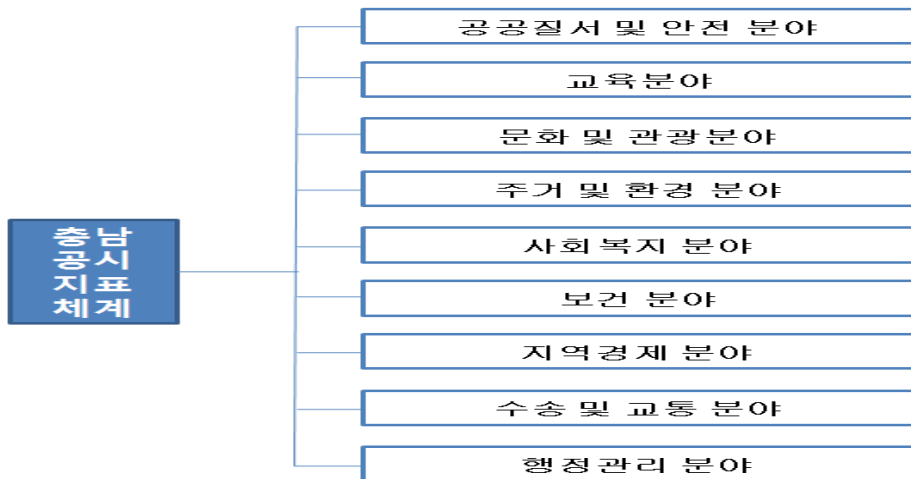 충남
공시
지표
체계
공공질서 및 안전 분야
교육분야
문화 및 관광분야
주거 및 환경 분야
사회복지 분야
보건 분야
지역경제 분야
수송 및 교통 분야
행정관리 분야